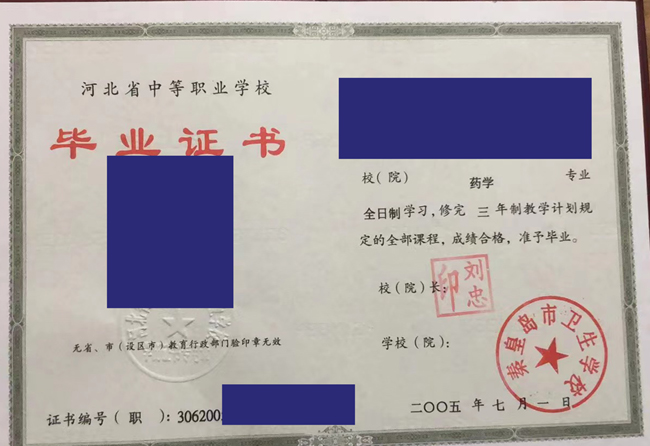 河北省中等职业学校
毕业证书
无省、市(设区市)教育行政部门验印章无效
证书编号(职):306200
校(院) 药学 专业
全日制学习,修完 三 年制教学计划规
定的全部课程,成绩合格,准予毕业。
校(院)长:
刘忠印
学校(院):
秦皇岛市卫生学校
二〇〇五 年 七 月 一 日